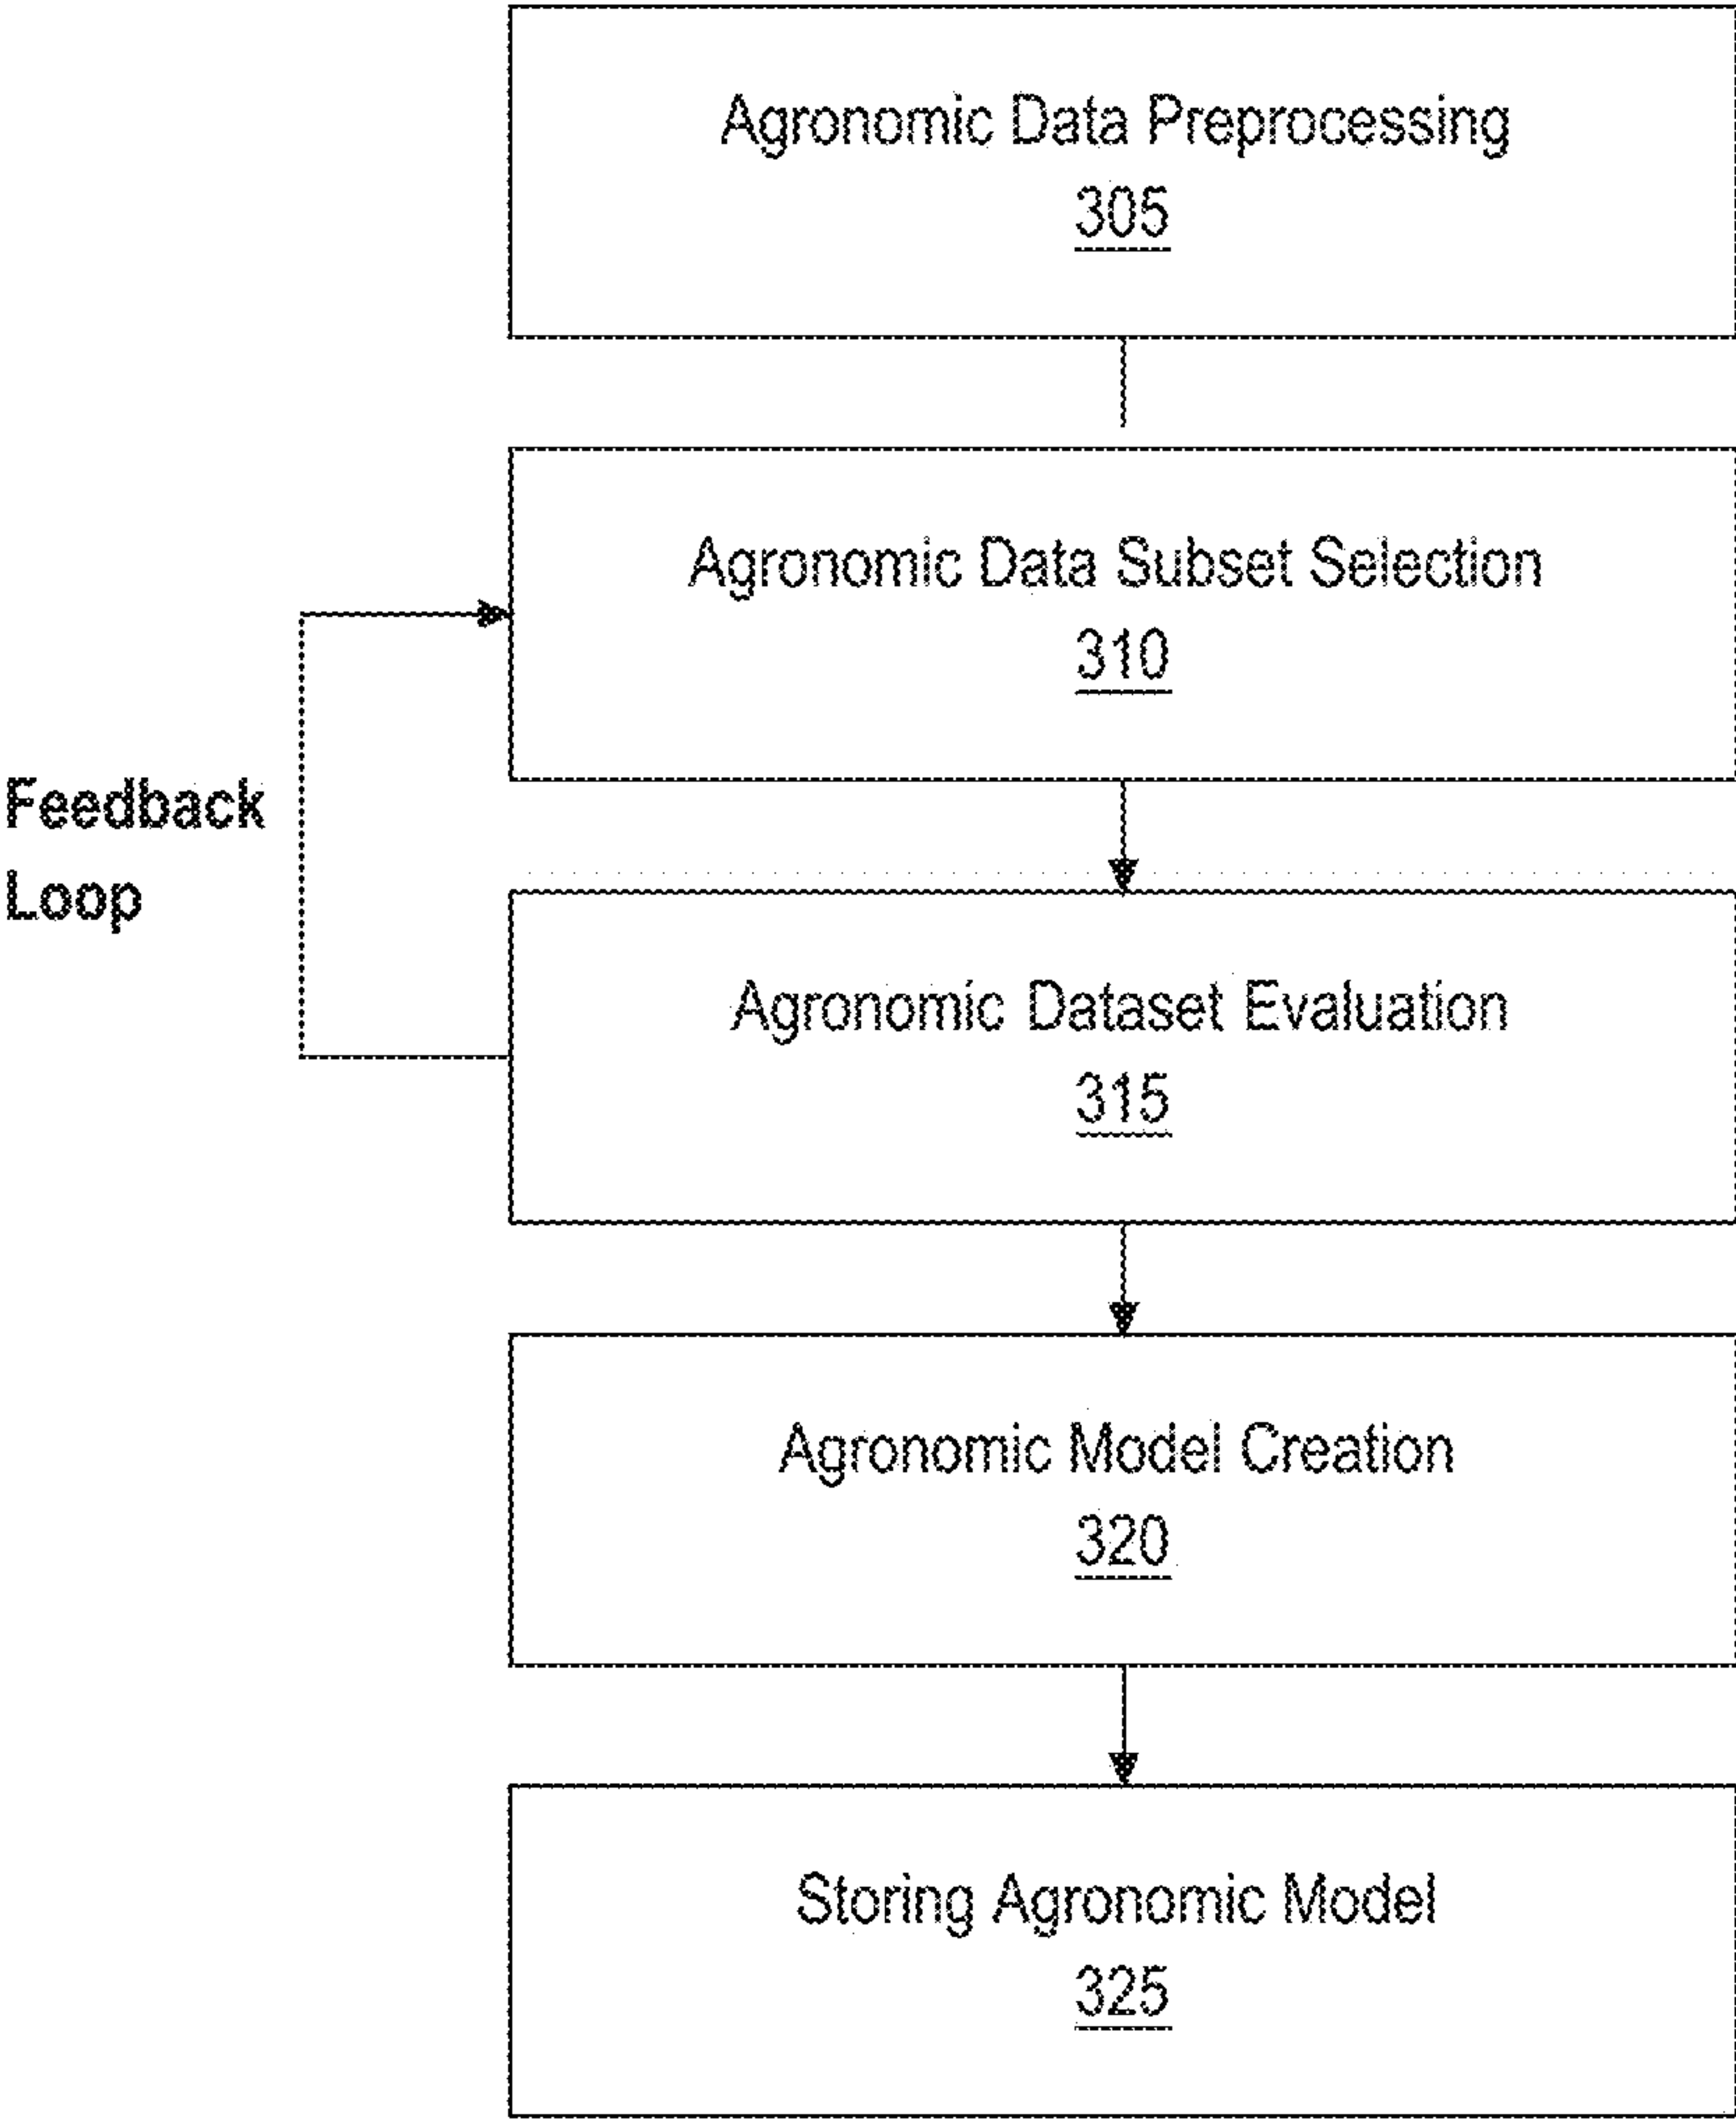 Agronomic Data Preprocessing
305
Agronomic Data Subset Selection
310
Feedback
Loop
Agronomic Dataset Evaluation
315
Agronomic Model Creation
320
Storing Agronomic Model
325